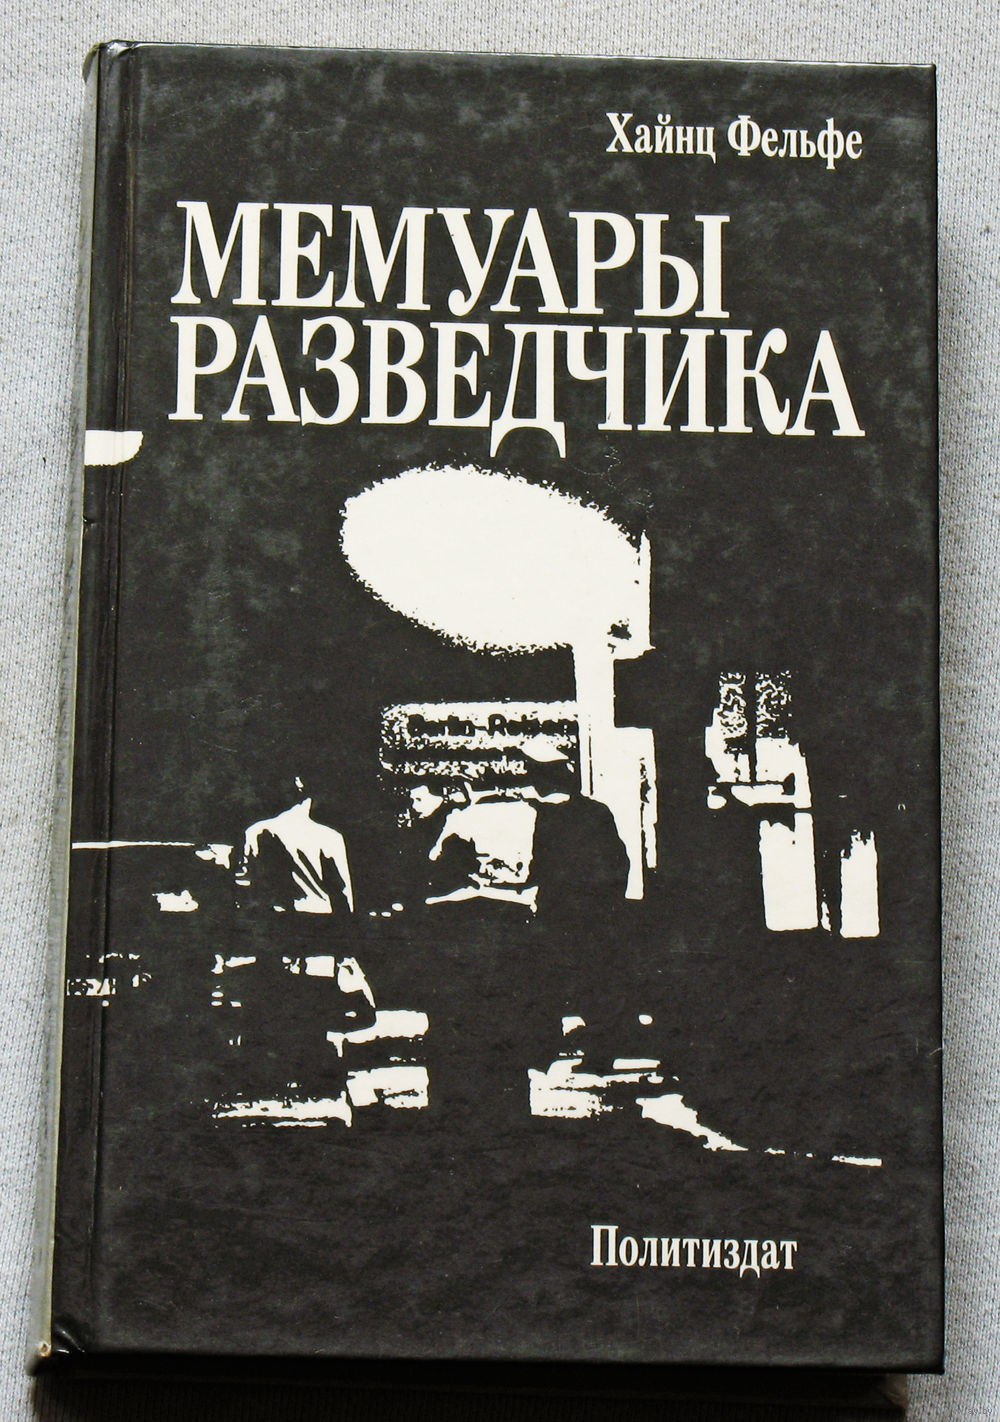 Хайнц Фельфе
МЕМУАРЫ
РАЗВЕДЧИКА
Политиздат